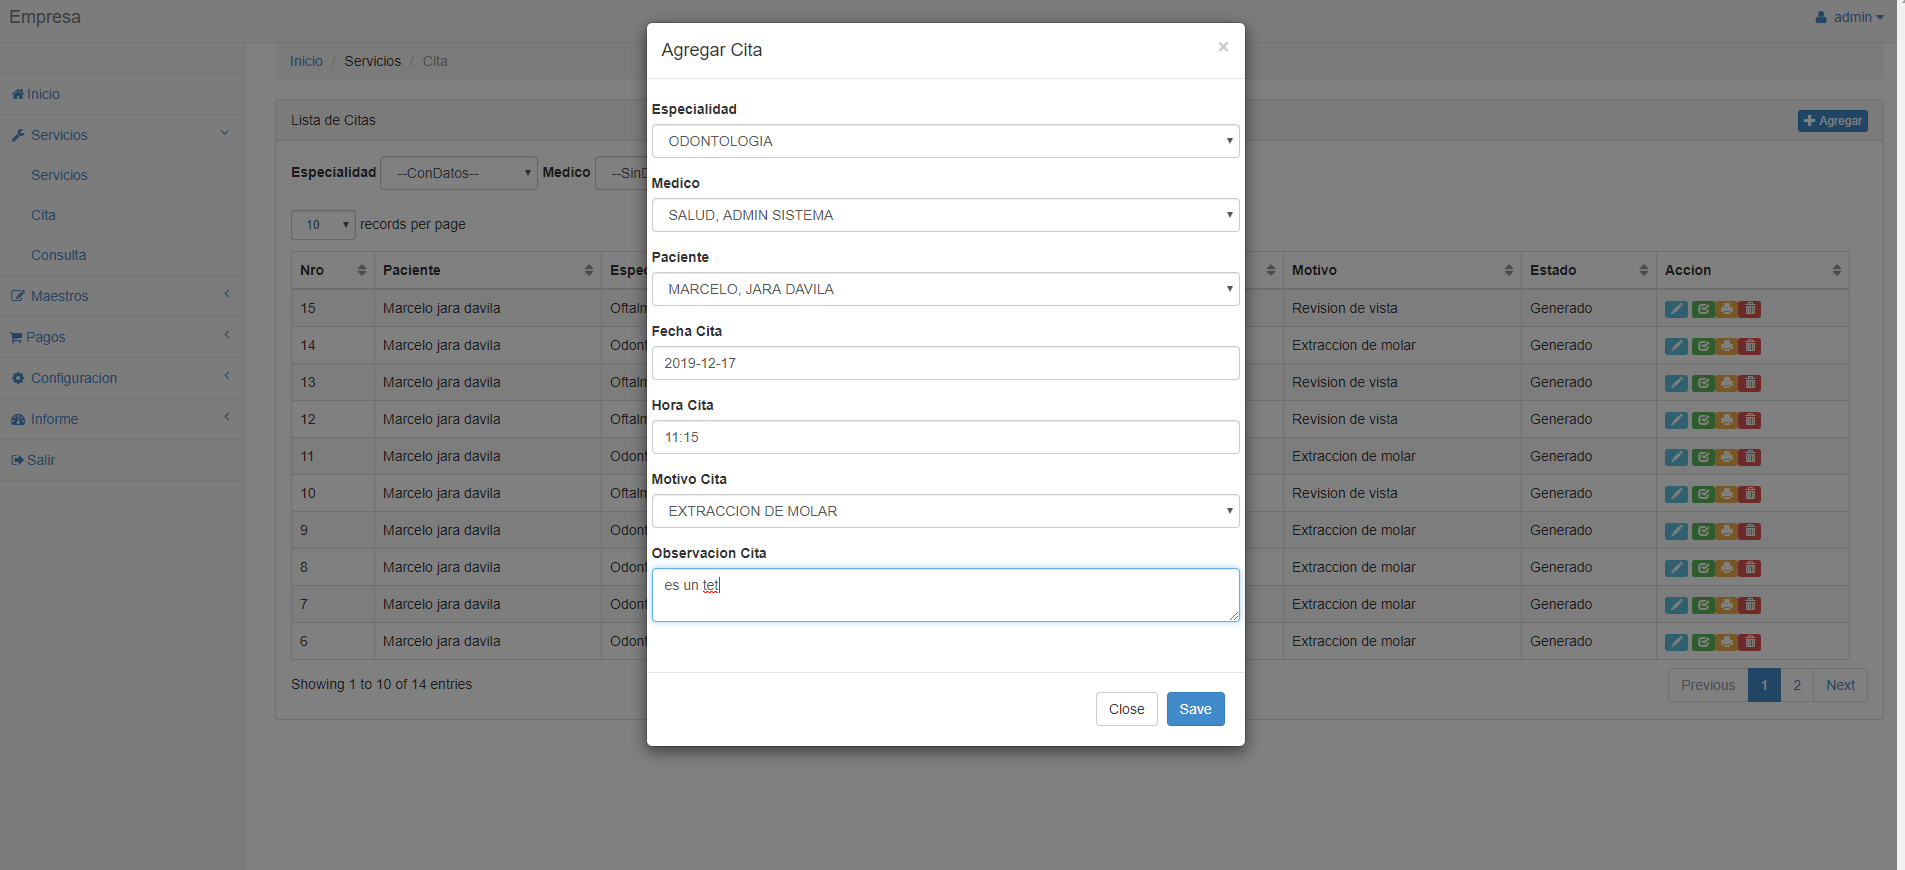 Empresa
admin
Inicio / Servicios / Cita
Inicio
Servicios
Servicios
Cita
Consulta
Maestros
Pagos
Configuracion
Informe
Salir
Lista de Citas
Agregar
Especialidad --ConDatos-- Medico
10 records per page
Nro Paciente Motivo Estado Accion
15 Marcelo jara davila Revision de vista Generado
14 Marcelo jara davila Extraccion de molar Generado
13 Marcelo jara davila Revision de vista Generado
12 Marcelo jara davila Revision de vista Generado
11 Marcelo jara davila Extraccion de molar Generado
10 Marcelo jara davila Revision de vista Generado
9 Marcelo jara davila Extraccion de molar Generado
8 Marcelo jara davila Extraccion de molar Generado
7 Marcelo jara davila Extraccion de molar Generado
6 Marcelo jara davila Extraccion de molar Generado
Showing 1 to 10 of 14 entries
Previous 1 2 Next
Agregar Cita
×
Especialidad
ODONTOLOGIA
Medico
SALUD, ADMIN SISTEMA
Paciente
MARCELO, JARA DAVILA
Fecha Cita
2019-12-17
Hora Cita
11:15
Motivo Cita
EXTRACCION DE MOLAR
Observacion Cita
es un tet
Close Save